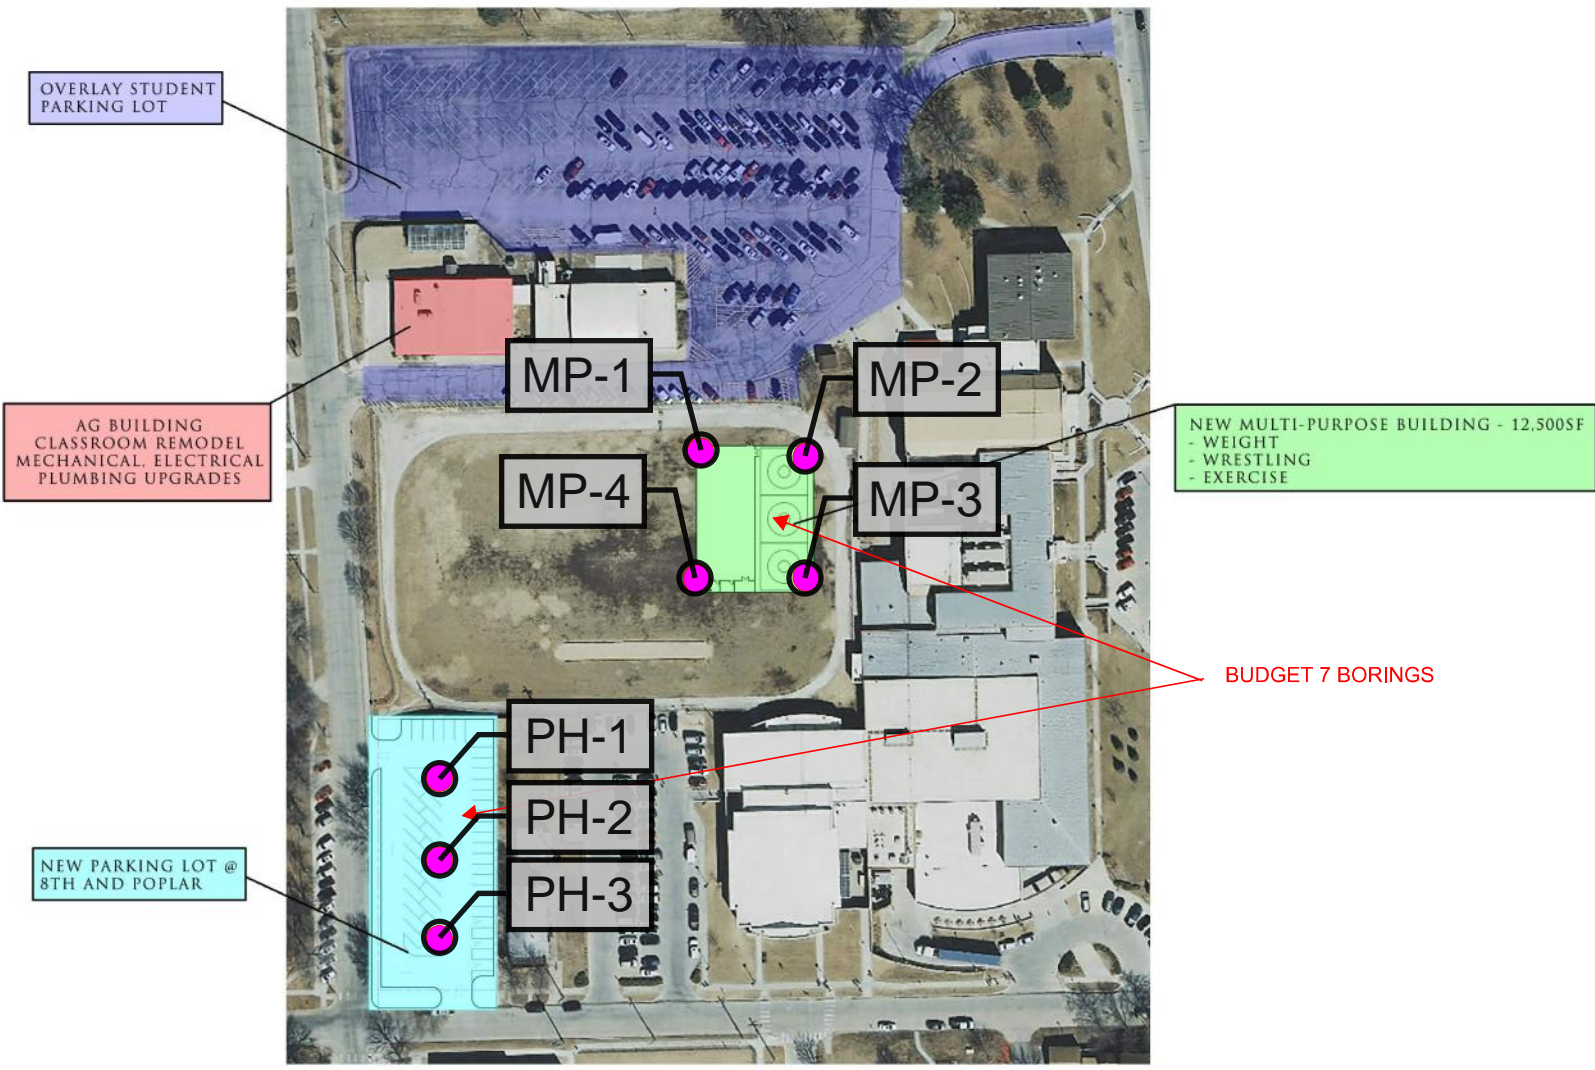 OVERLAY STUDENT
PARKING LOT
AG BUILDING
CLASSROOM REMODEL
MECHANICAL, ELECTRICAL
PLUMBING UPGRADES
MP-1
MP-2
MP-4
MP-3
NEW MULTI-PURPOSE BUILDING - 12,500SF
- WEIGHT
- WRESTLING
- EXERCISE
BUDGET 7 BORINGS
PH-1
PH-2
PH-3
NEW PARKING LOT @
8TH AND POPLAR